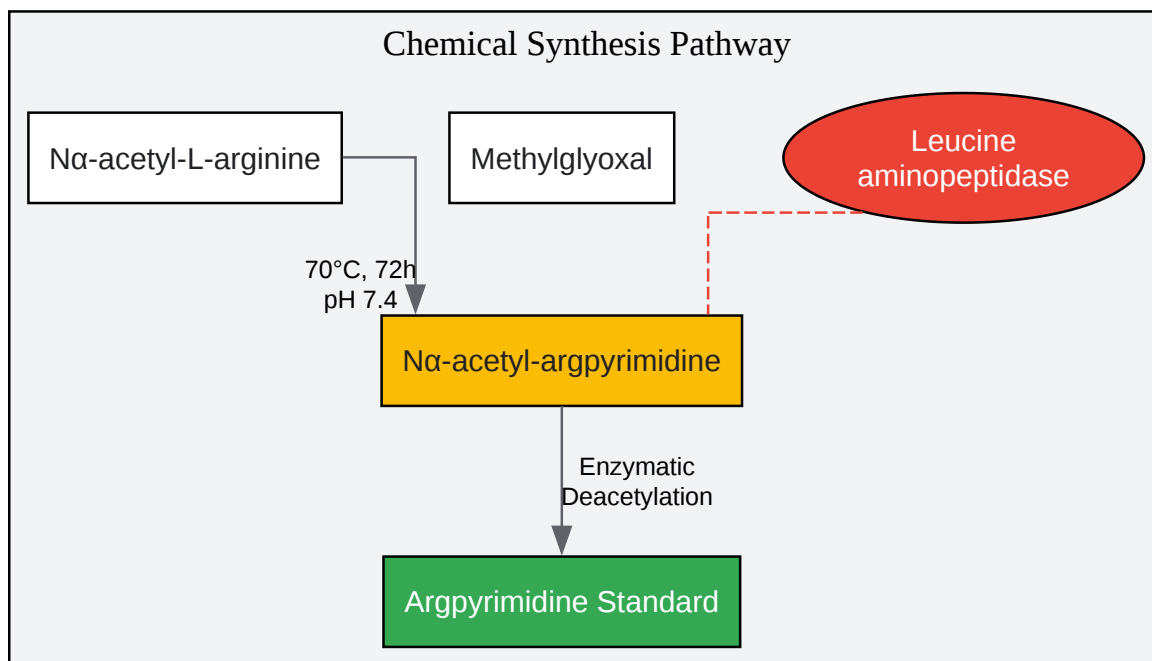 Chemical Synthesis Pathway
Nα-acetyl-L-arginine
Methylglyoxal
Leucine
aminopeptidase
70°C, 72h
pH 7.4
Nα-acetyl-argpyrimidine
Enzymatic
Deacetylation
Argpyrimidine Standard